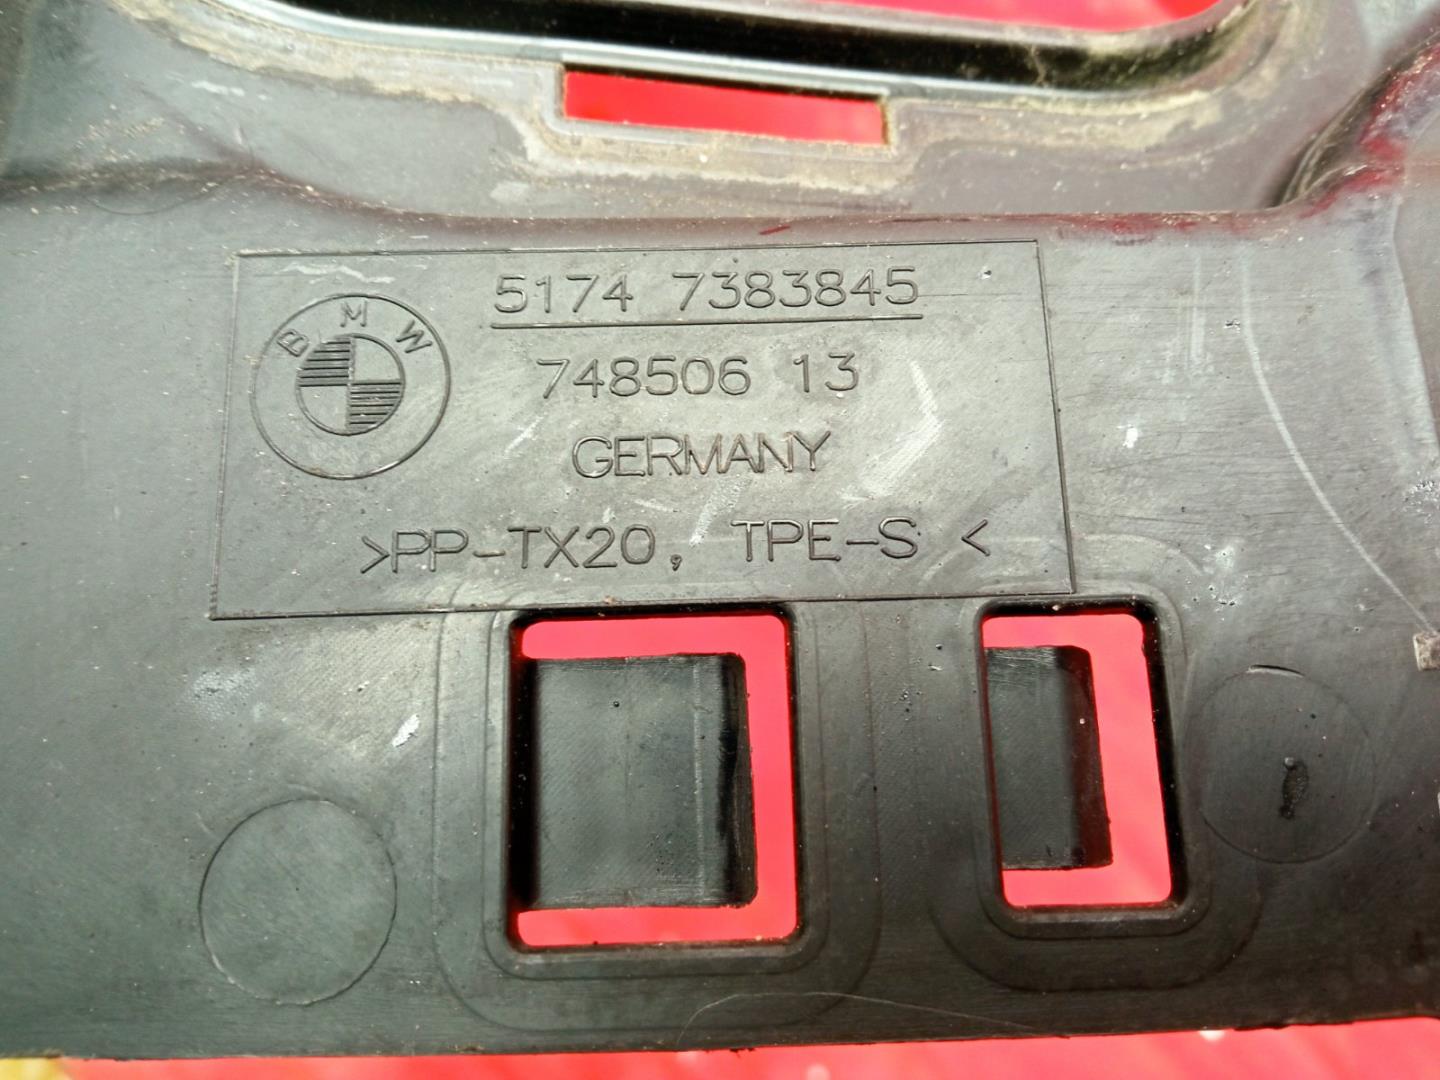 BMW
5174 7383845
748506 13
GERMANY
>PP-TX20, TPE-S <